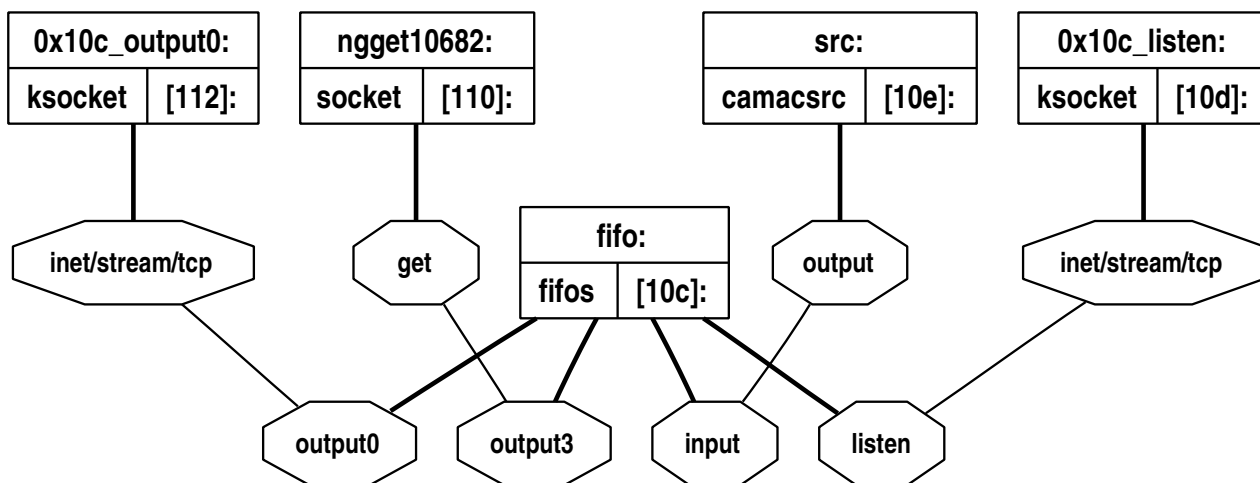 0x10c_output0:
ksocket [112]:
ngget10682:
socket [110]:
src:
camacsrc [10e]:
0x10c_listen:
ksocket [10d]:
inet/stream/tcp
get
fifo:
fifos [10c]:
output
inet/stream/tcp
output0
output3
input
listen